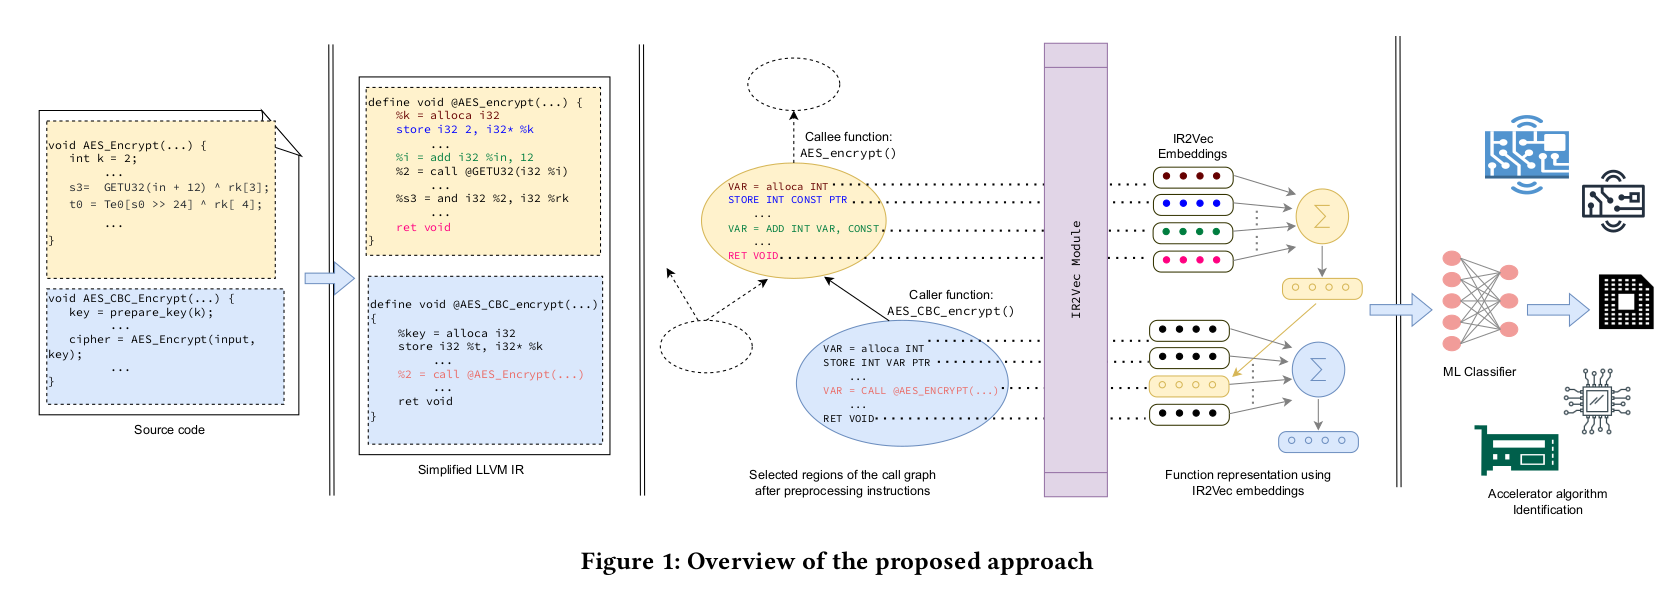 void AES_Encrypt(...) {
int k = 2;
...
s3=  GETU32(in + 12) ^ rk[3];
t0 = Te0[s0 >> 24] ^ rk[ 4];
...
}
void AES_CBC_Encrypt(...) {
key = prepare_key(k);
...
cipher = AES_Encrypt(input,
key);
...
}
Source code
define void @AES_encrypt(...) {
%k = alloca i32
store i32 2, i32* %k
...
%i = add i32 %in, 12
%2 = call @GETU32(i32 %i)
...
%s3 = and i32 %2, i32 %rk
...
ret void
}
define void @AES_CBC_encrypt(...)
{
%key = alloca i32
store i32 %t, i32* %k
...
%2 = call @AES_Encrypt(...)
...
ret void
}
Simplified LLVM IR
Callee function:
AES_encrypt()
VAR = alloca INT
STORE INT CONST PTR
...
VAR = ADD INT VAR, CONST
...
RET VOID
Caller function:
AES_CBC_encrypt()
VAR = alloca INT
STORE INT VAR PTR
...
VAR = CALL @AES_ENCRYPT(...)
...
RET VOID
Selected regions of the call graph
after preprocessing instructions
IR2Vec Module
IR2Vec
Embeddings
∑
∑
Function representation using
IR2Vec embeddings
ML Classifier
Accelerator algorithm
Identification
Figure 1: Overview of the proposed approach